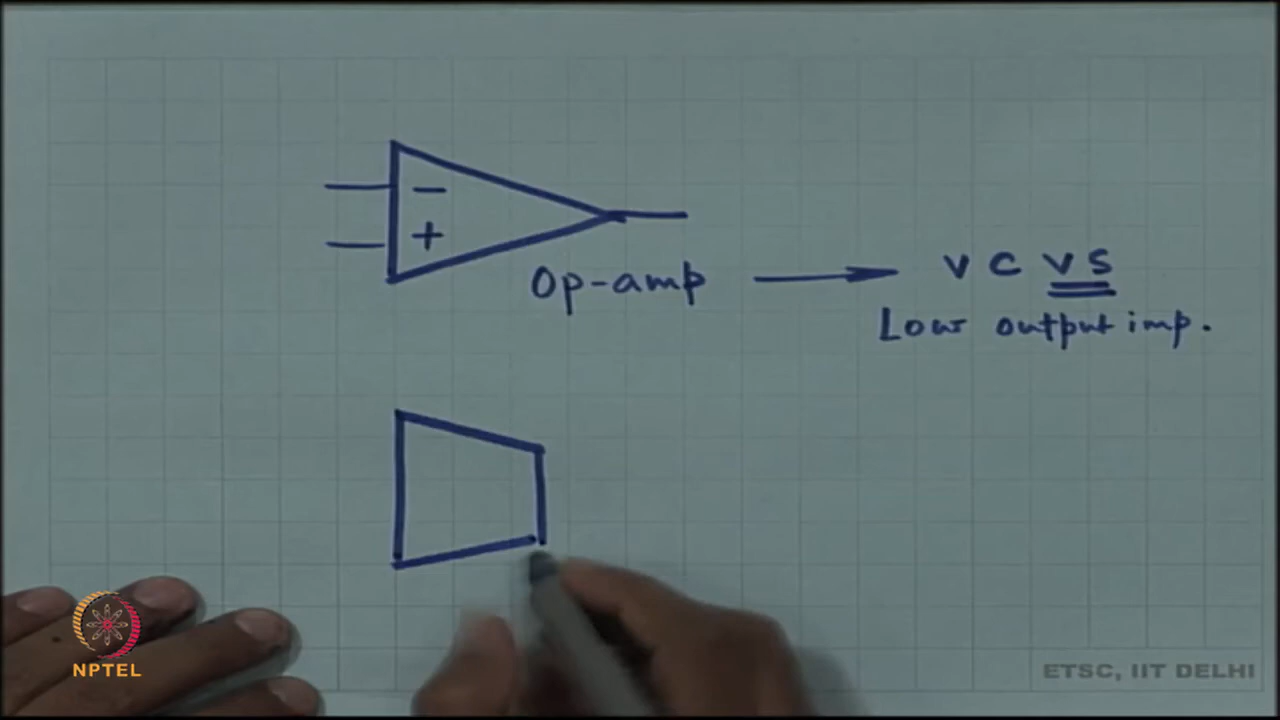 −
+
Op-amp → VCVS
Low output imp.
NPTEL
ETSC, IIT DELHI